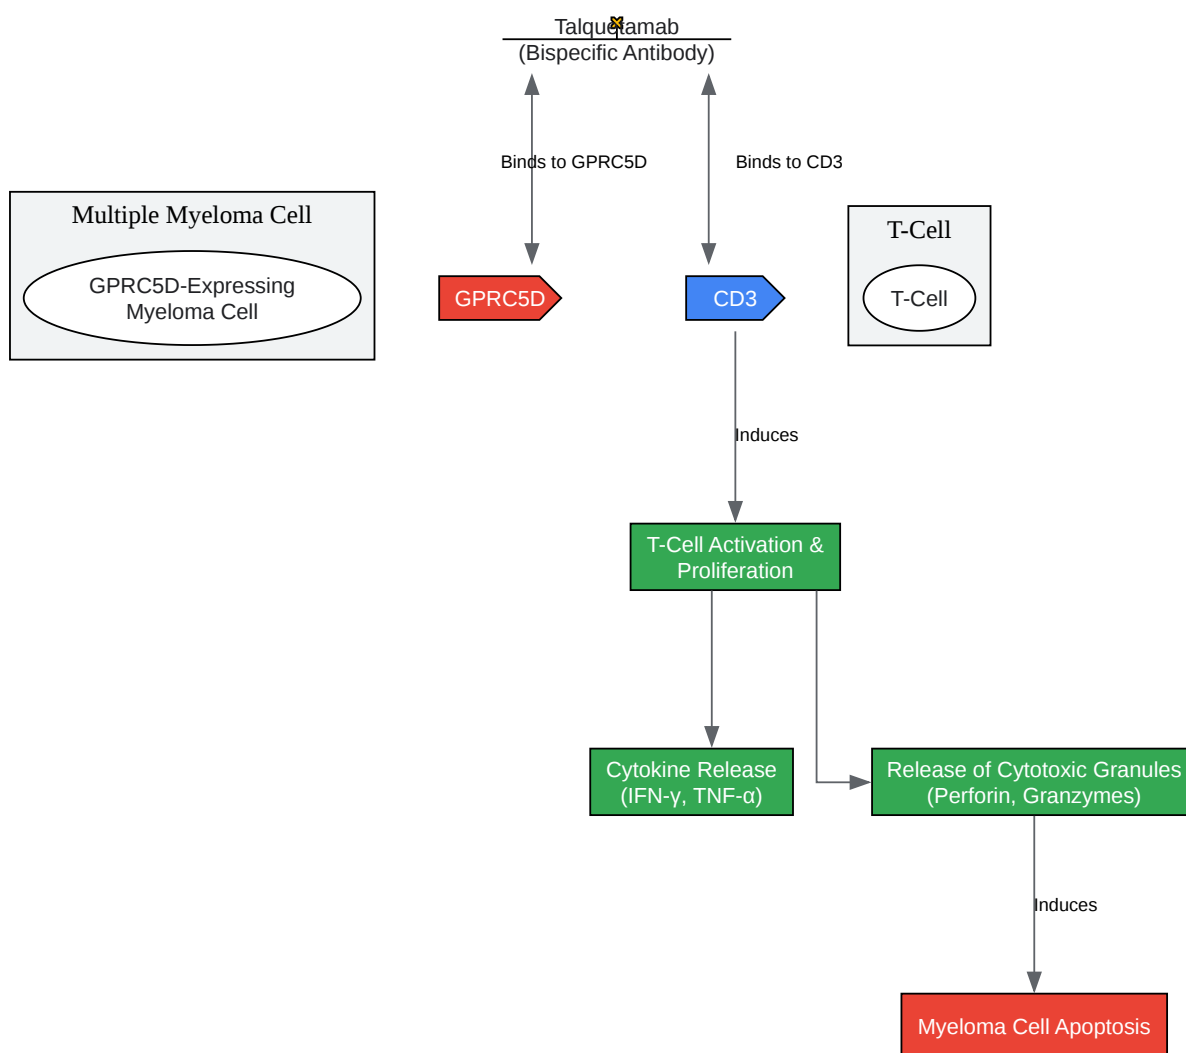 Talquetamab
(Bispecific Antibody)
Binds to GPRC5D
Binds to CD3
Multiple Myeloma Cell
GPRC5D-Expressing
Myeloma Cell
GPRC5D
CD3
T-Cell
T-Cell
Induces
T-Cell Activation &
Proliferation
Cytokine Release
(IFN-γ, TNF-α)
Release of Cytotoxic Granules
(Perforin, Granzymes)
Induces
Myeloma Cell Apoptosis